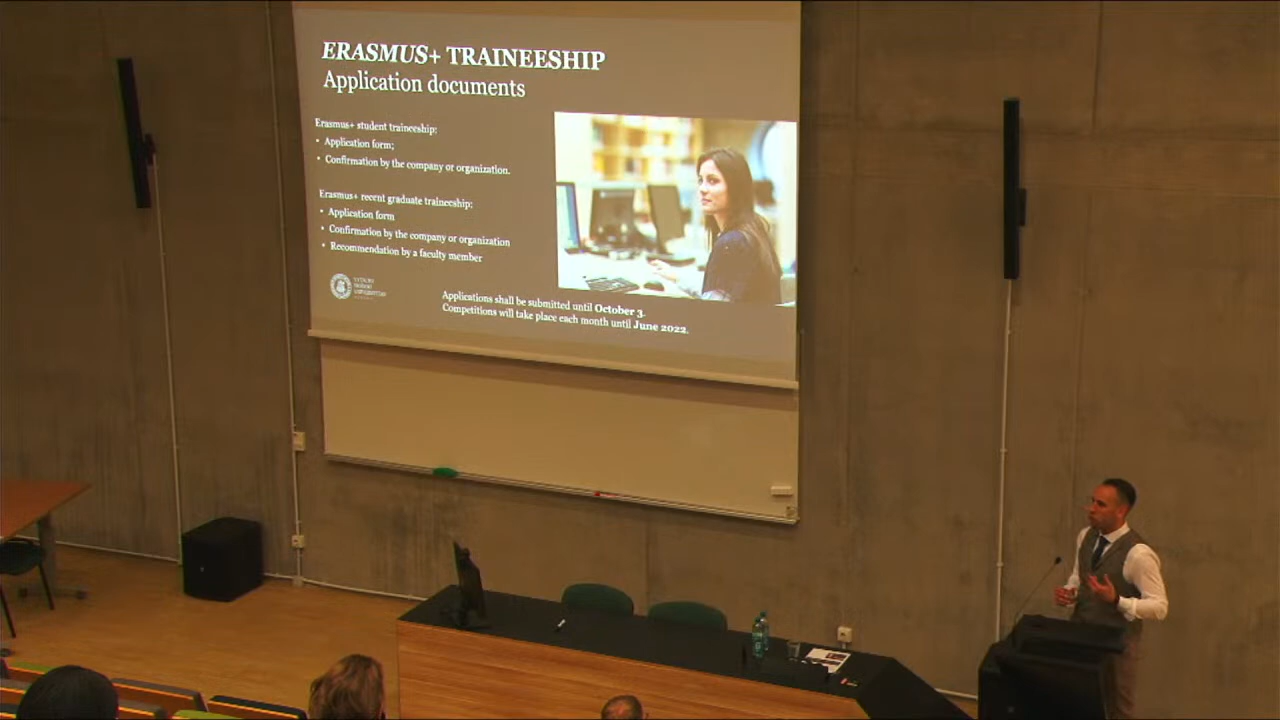 ERASMUS+ TRAINEESHIP
Application documents
Erasmus+ student traineeship:
• Application form;
• Confirmation by the company or organization.
Erasmus+ recent graduate traineeship:
• Application form
• Confirmation by the company or organization
• Recommendation by a faculty member
Applications shall be submitted until October 3.
Competitions will take place each month until June 2022.